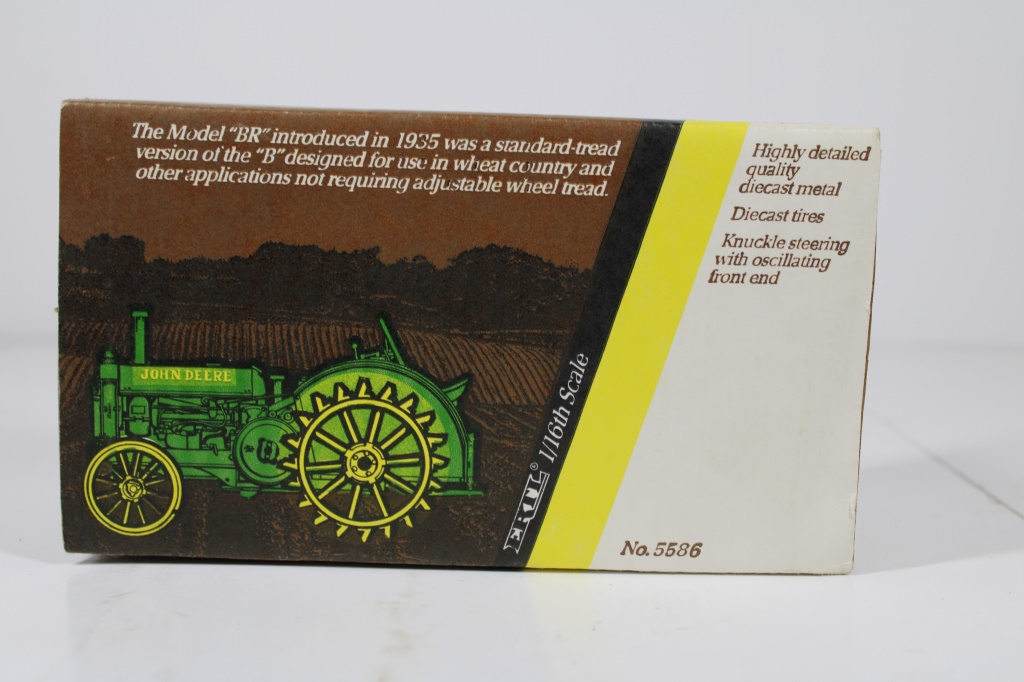 The Model "BR" introduced in 1935 was a standard-tread
version of the "B" designed for use in wheat country and
other applications not requiring adjustable wheel tread.
Highly detailed
quality
diecast metal
Diecast tires
Knuckle steering
with oscillating
front end
JOHN DEERE
ERTL® 1/16th Scale
No. 5586